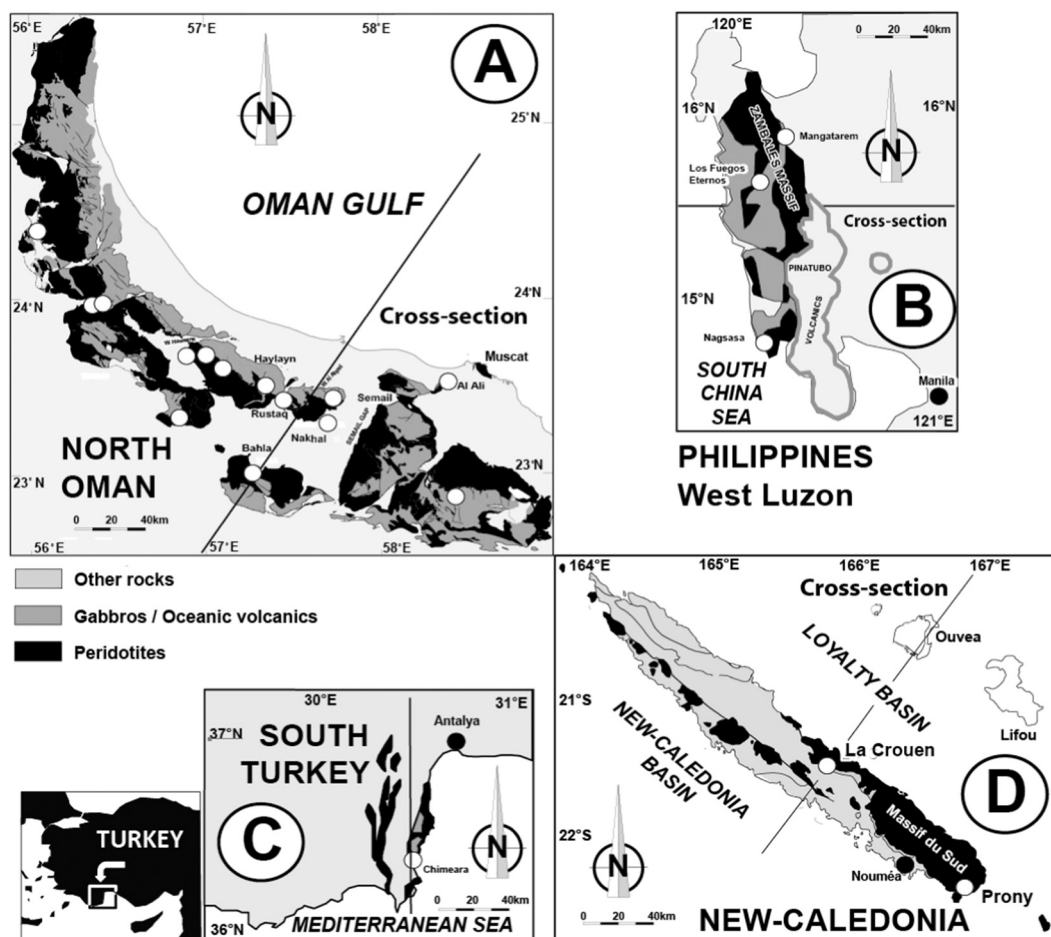 56°E
57°E
58°E
A
N
25°N
OMAN GULF
24°N
24°N
Cross-section
Muscat
Haylayn
Al Ali
Semail
Rustaq
SEMAIL GAP
Nakhal
Bahla
NORTH
OMAN
23°N
23°N
0 20 40km
56°E
57°E
58°E
120°E
0 20 40km
16°N
16°N
ZAMBALES MASSIF
Mangatarem
N
Los Fuegos
Eternos
Cross-section
PINATUBO
VOLCANICS
B
15°N
Nagsasa
SOUTH
CHINA
SEA
Manila
121°E
PHILIPPINES
West Luzon
Other rocks
Gabbros / Oceanic volcanics
Peridotites
TURKEY
30°E
31°E
37°N
SOUTH
TURKEY
Antalya
C
N
Chimeara
0 20 40km
36°N
MEDITERRANEAN SEA
164°E
165°E
166°E
167°E
Cross-section
Ouvea
LOYALTY BASIN
Lifou
21°S
NEW-CALEDONIA
BASIN
La Crouen
D
Massif du Sud
22°S
N
Nouméa
Prony
0 20 40km
NEW-CALEDONIA